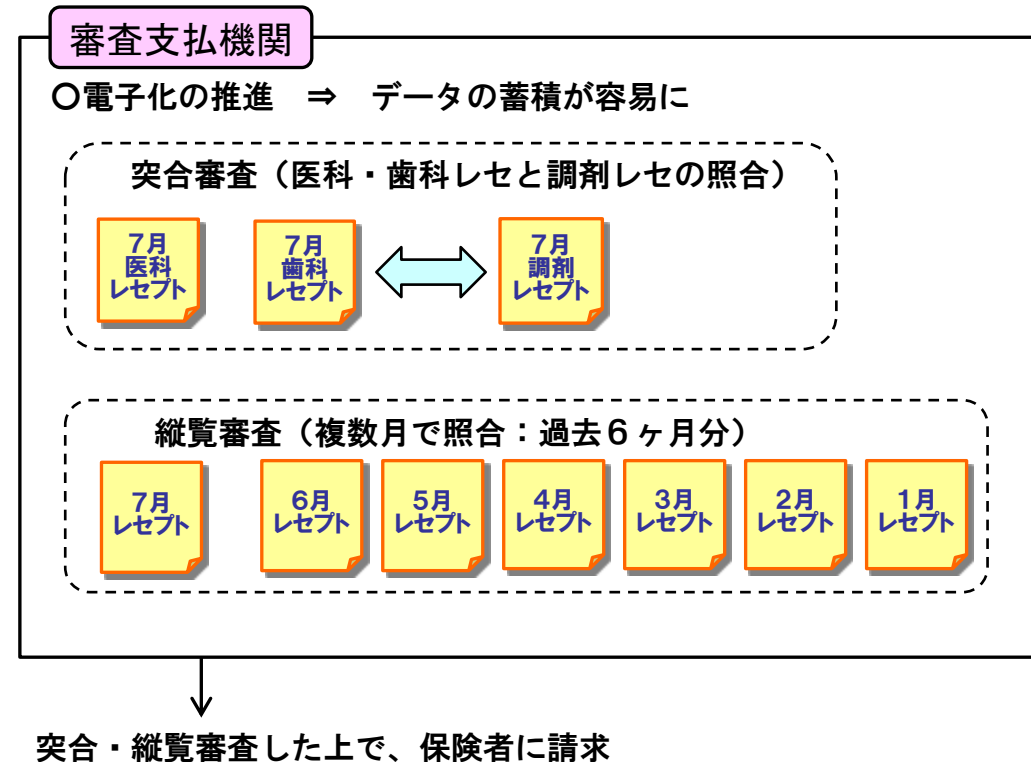 審査支払機関
〇電子化の推進　⇒　データの蓄積が容易に
突合審査（医科・歯科レセと調剤レセの照合）
7月
医科
レセプト
7月
歯科
レセプト
7月
調剤
レセプト
縦覧審査（複数月で照合：過去６ヶ月分）
7月
レセプト
6月
レセプト
5月
レセプト
4月
レセプト
3月
レセプト
2月
レセプト
1月
レセプト
突合・縦覧審査した上で、保険者に請求